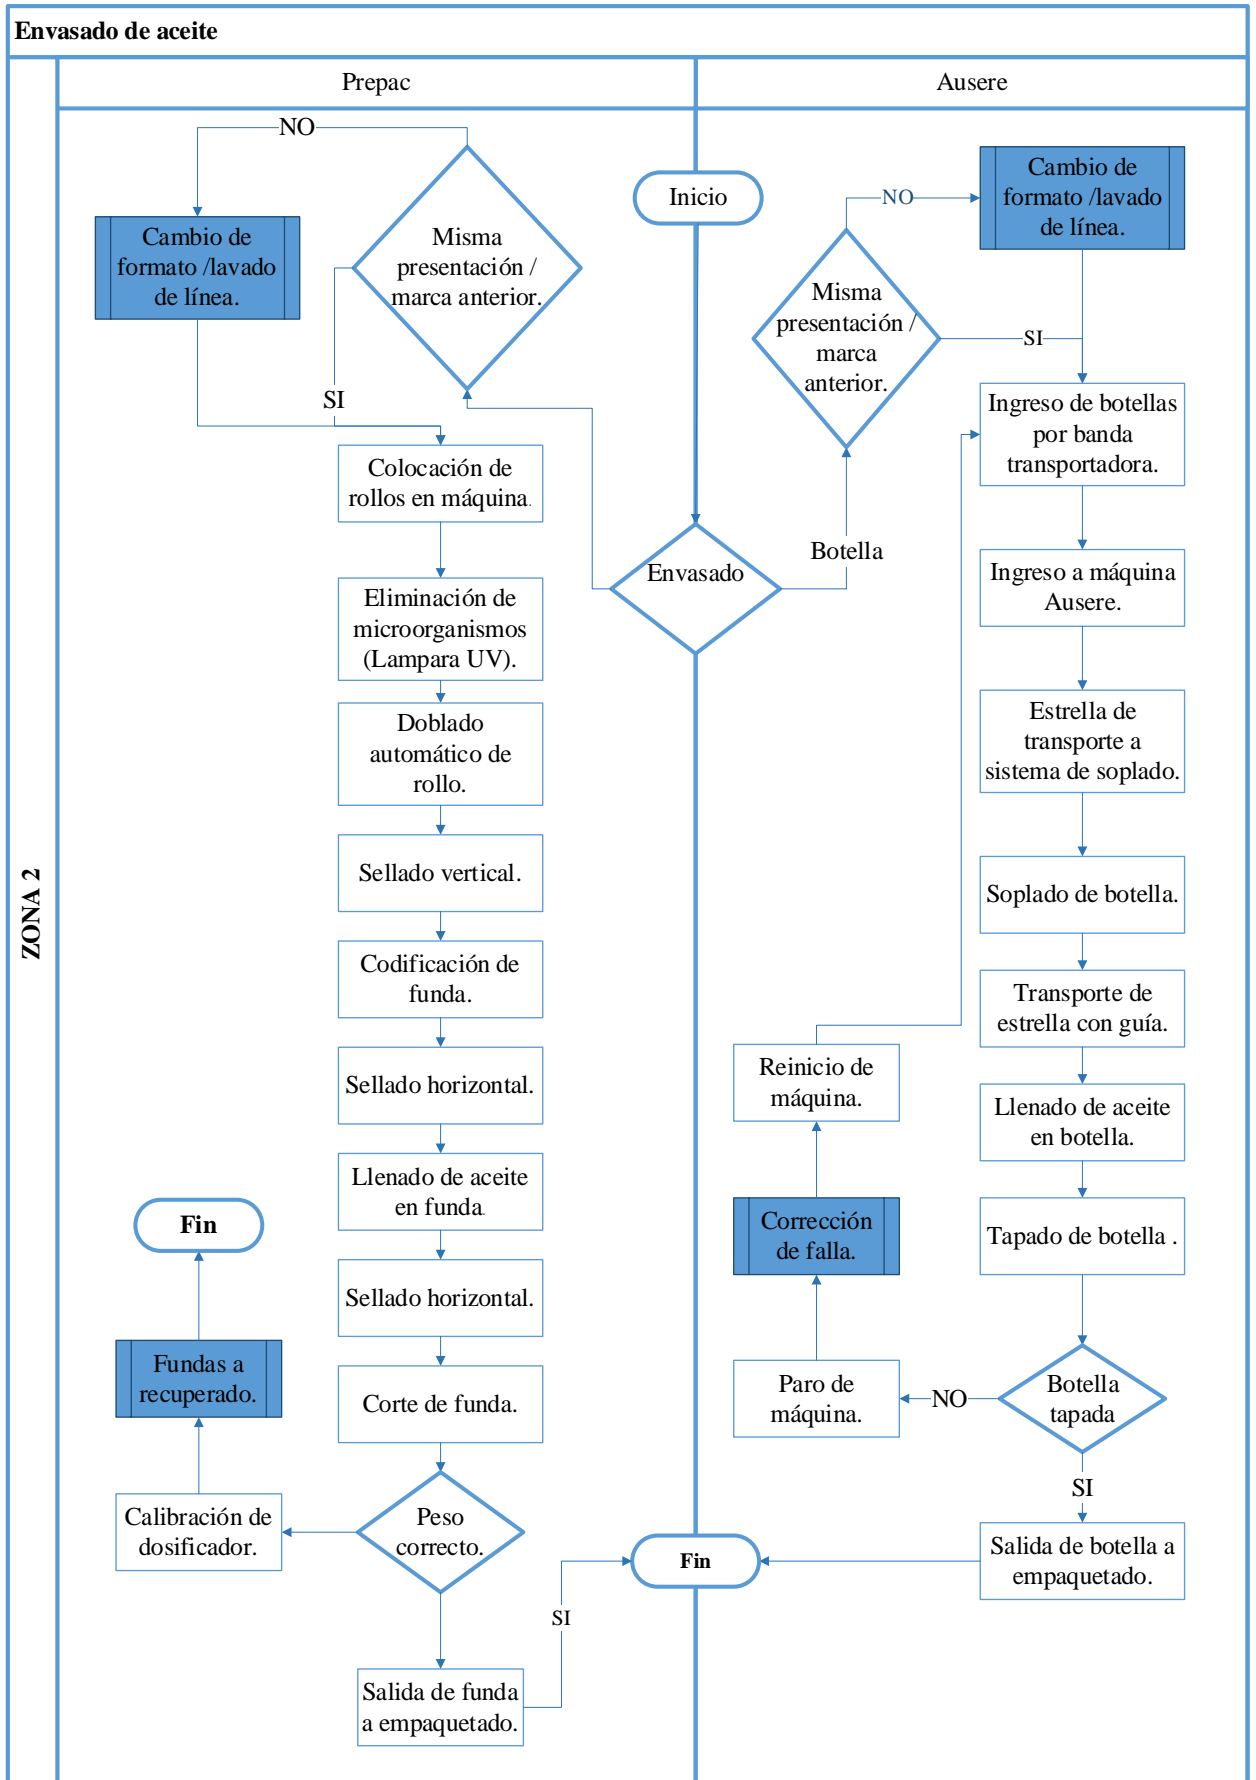 Envasado de aceite
Prepac
Ausere
ZONA 2
NO
Cambio de
formato /lavado
de línea.
Misma
presentación /
marca anterior.
SI
Inicio
NO
Cambio de
formato /lavado
de línea.
Misma
presentación /
marca
anterior.
SI
Ingreso de botellas
por banda
transportadora.
Colocación de
rollos en máquina.
Envasado
Botella
Ingreso a máquina
Ausere.
Eliminación de
microorganismos
(Lampara UV).
Estrella de
transporte a
sistema de soplado.
Doblado
automático de
rollo.
Sellado vertical.
Soplado de botella.
Codificación de
funda.
Transporte de
estrella con guía.
Sellado horizontal.
Reinicio de
máquina.
Llenado de aceite
en botella.
Llenado de aceite
en funda.
Fin
Corrección
de falla.
Tapado de botella .
Sellado horizontal.
Fundas a
recuperado.
Corte de funda.
Paro de
máquina.
NO
Botella
tapada
SI
Calibración de
dosificador.
Peso
correcto.
Fin
Salida de botella a
empaquetado.
SI
Salida de funda
a empaquetado.